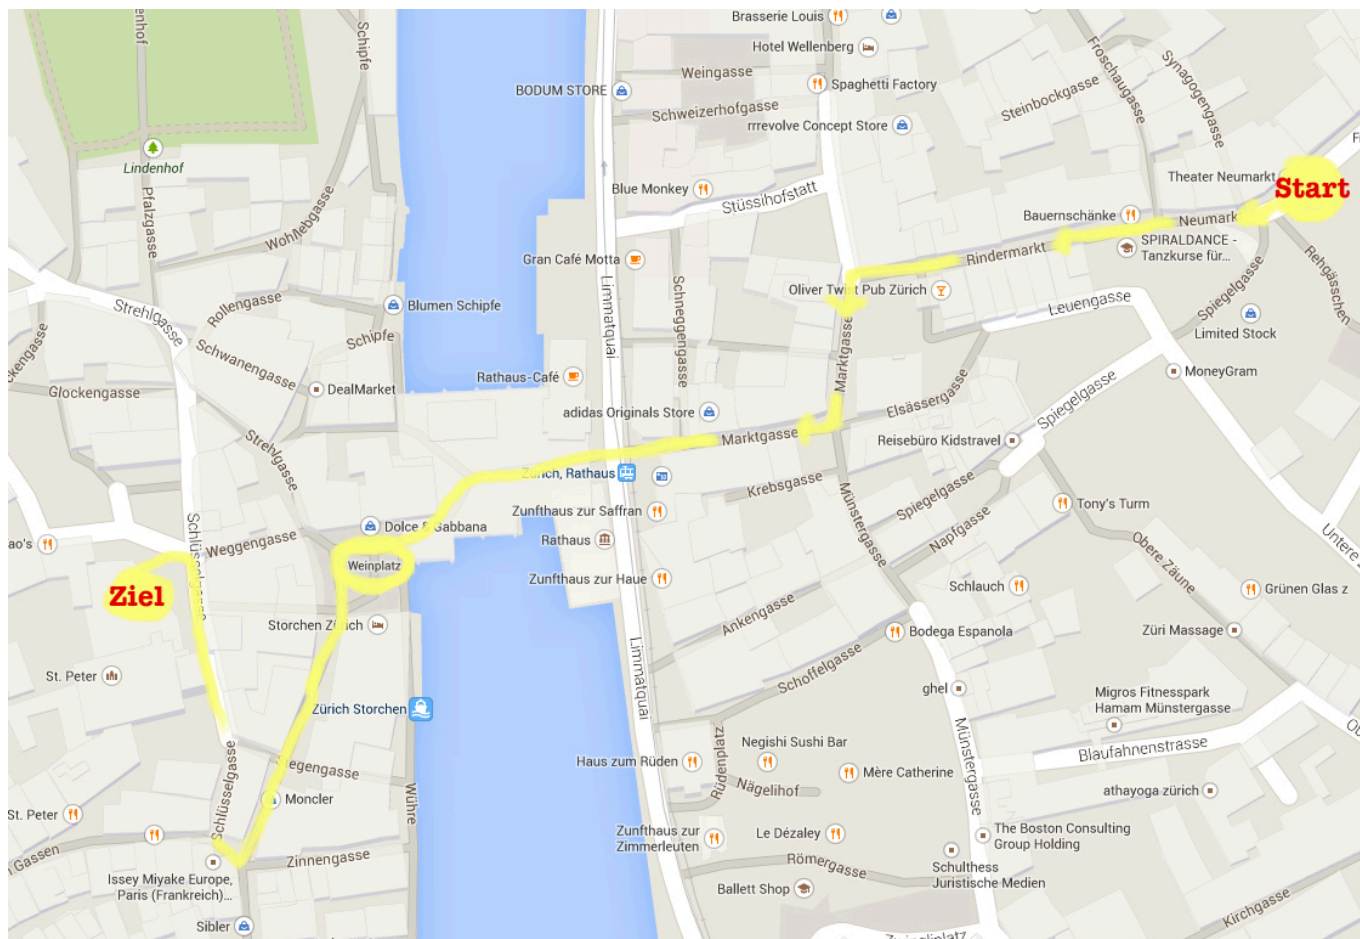 Brasserie Louis
Hotel Wellenberg
Weingasse
Spaghetti Factory
BODUM STORE
Schweizerhofgasse
rrrevolve Concept Store
Froschaugasse
Synagogengasse
Steinbockgasse
Schipfe
Lindenhof
Pfalzgasse
Wohllebgasse
Blue Monkey
Stüssihofstatt
Theater Neumarkt
Start
Bauernschänke
Neumarkt
SPIRALDANCE -
Tanzkurse für...
Rindermarkt
Rehgässchen
Spiegelgasse
Gran Café Motta
Oliver Twist Pub Zürich
Leuengasse
Limmatquai
Schneggengasse
Marktgasse
Limited Stock
Strehlgasse
Rollengasse
Blumen Schipfe
Schipfe
Schwanengasse
DealMarket
Glockengasse
Rathaus-Café
MoneyGram
adidas Originals Store
Elsässergasse
Spiegelgasse
Marktgasse
Reisebüro Kidstravel
Strehlgasse
Zürich, Rathaus
Krebsgasse
Münstergasse
Spiegelgasse
Napfgasse
Tony's Turm
Zunfthaus zur Saffran
Dolce & Gabbana
Obere Zäune
Schlüsselgasse
Weggengasse
Rathaus
Weinplatz
Zunfthaus zur Haue
Schlauch
Grünen Glas z
Ziel
Ankengasse
Storchen Zürich
Bodega Espanola
Züri Massage
Limmatquai
Schoffelgasse
St. Peter
ghel
Migros Fitnesspark
Hamam Münstergasse
Zürich Storchen
Münstergasse
Negishi Sushi Bar
Blaufahnenstrasse
Haus zum Rüden
Rüdenplatz
Mère Catherine
Nägelihof
Schlüsselgasse
Moncler
Wühre
athayoga zürich
St. Peter
Zunfthaus zur
Zimmerleuten
Le Dézaley
The Boston Consulting
Group Holding
Zinnengasse
Römergasse
Schulthess
Juristische Medien
Issey Miyake Europe,
Paris (Frankreich)...
Ballett Shop
Sibler
Kirchgasse